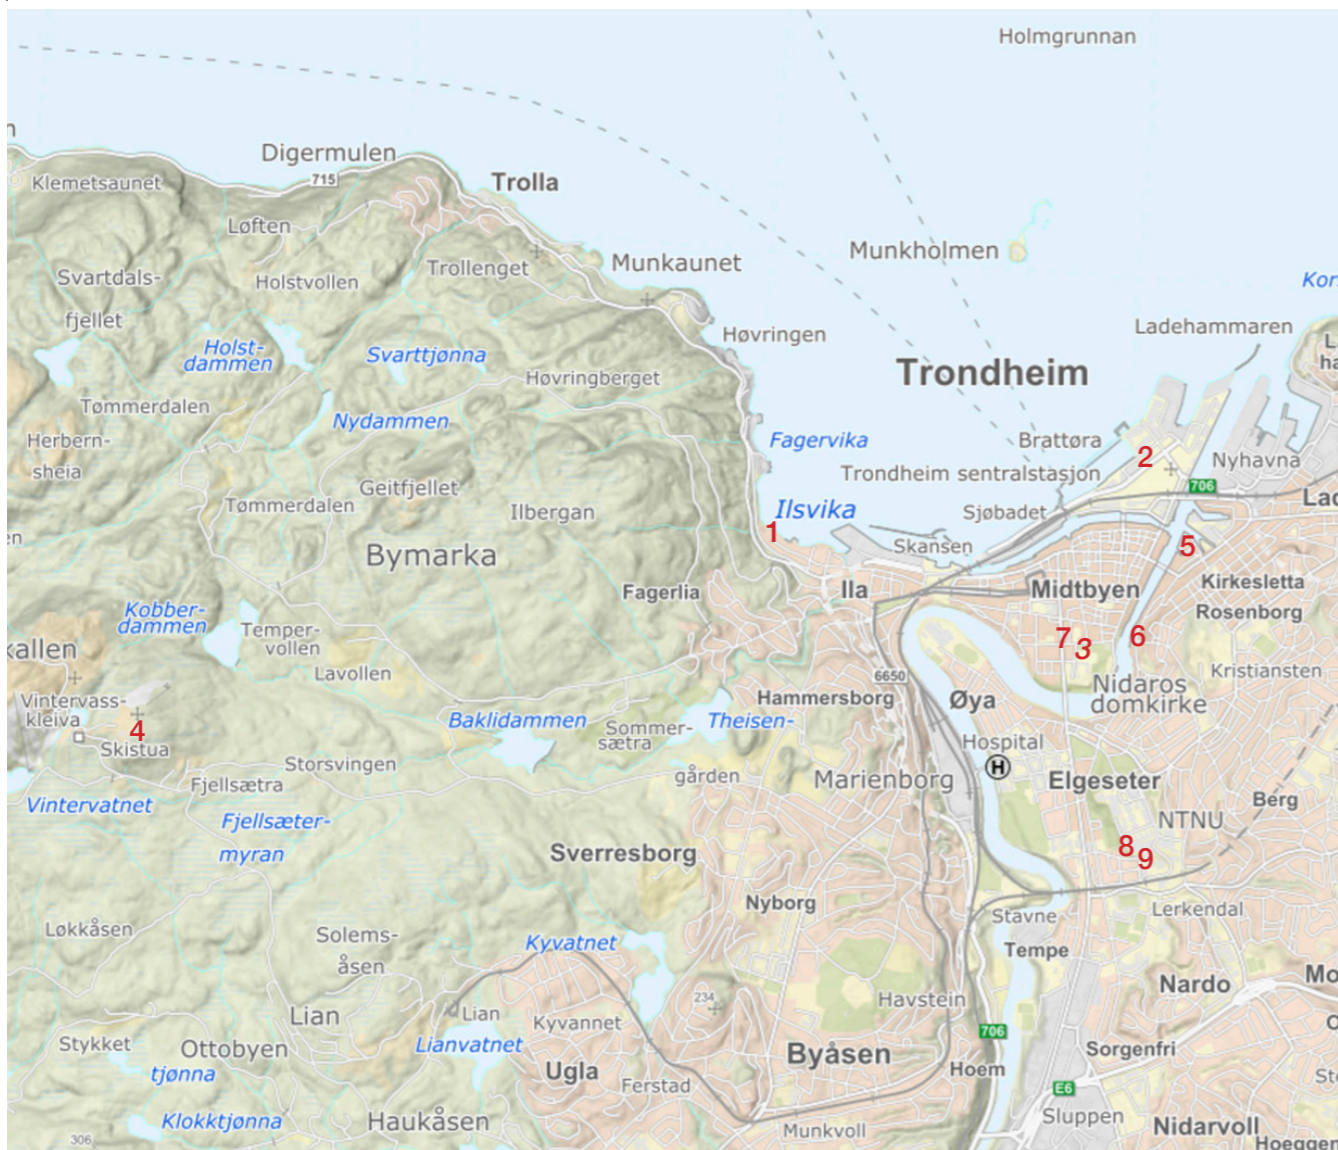 Holmgrunnan
Digermulen
Klemetsaunet
715
Trolla
Løften
Munkholmen
Munkaunet
Trollenget
Svartdals-
fjellet
Holstvollen
Høvringen
Ladehammaren
Holst-
dammen
Svarttjønna
Høvringberget
Trondheim
Tømmerdalen
Nydammen
Herbern-
sheia
Fagervika
Brattøra
2
Nyhavna
Trondheim sentralstasjon
706
Geitfjellet
Tømmerdalen
Ilbergan
Ilsvika
Sjøbadet
1
Bymarka
Skansen
5
Fagerlia
Ila
Midtbyen
Kirkesletta
Rosenborg
Kobber-
dammen
Temper-
vollen
7
3
6
Lavollen
6650
Kristiansten
Vintervass-
kleiva
4
Skistua
Baklidammen
Sommer-
sætra
Theisen-
Hammersborg
Øya
Nidaros
domkirke
Hospital
H
Storsvingen
Fjellsætra
gården
Marienborg
Elgeseter
Vintervatnet
Fjellsæter-
myran
Berg
NTNU
Sverresborg
8
9
Nyborg
Løkkåsen
Solems-
åsen
Kyvatnet
Stavne
Lerkendal
Tempe
Nardo
234
Havstein
Lian
Lian
Kyvannet
Stykket
Ottobyen
tjønna
Lianvatnet
706
Byåsen
Sorgenfri
Ugla
Ferstad
Hoem
E6
Klokktjønna
Haukåsen
Munkvoll
Sluppen
Nidarvoll
306